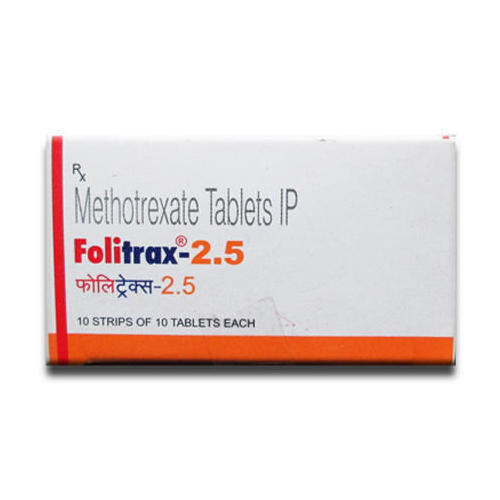 Rx
Methotrexate Tablets IP
Folitrax®-2.5
फोलिट्रेक्स-2.5
10 STRIPS OF 10 TABLETS EACH